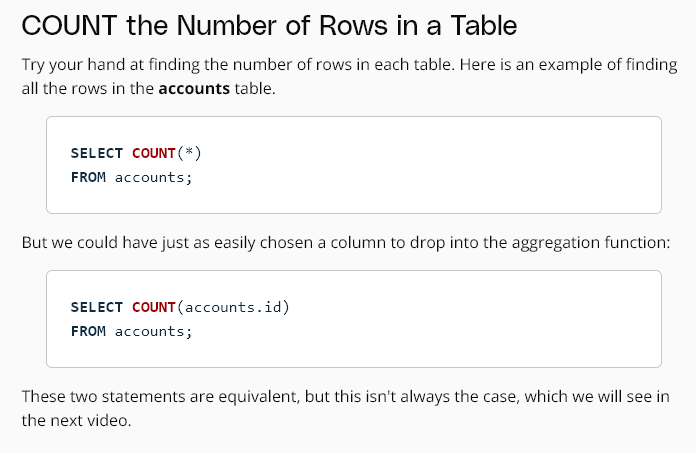 COUNT the Number of Rows in a Table
Try your hand at finding the number of rows in each table. Here is an example of finding
all the rows in the accounts table.
SELECT COUNT(*)
FROM accounts;
But we could have just as easily chosen a column to drop into the aggregation function:
SELECT COUNT(accounts.id)
FROM accounts;
These two statements are equivalent, but this isn't always the case, which we will see in
the next video.